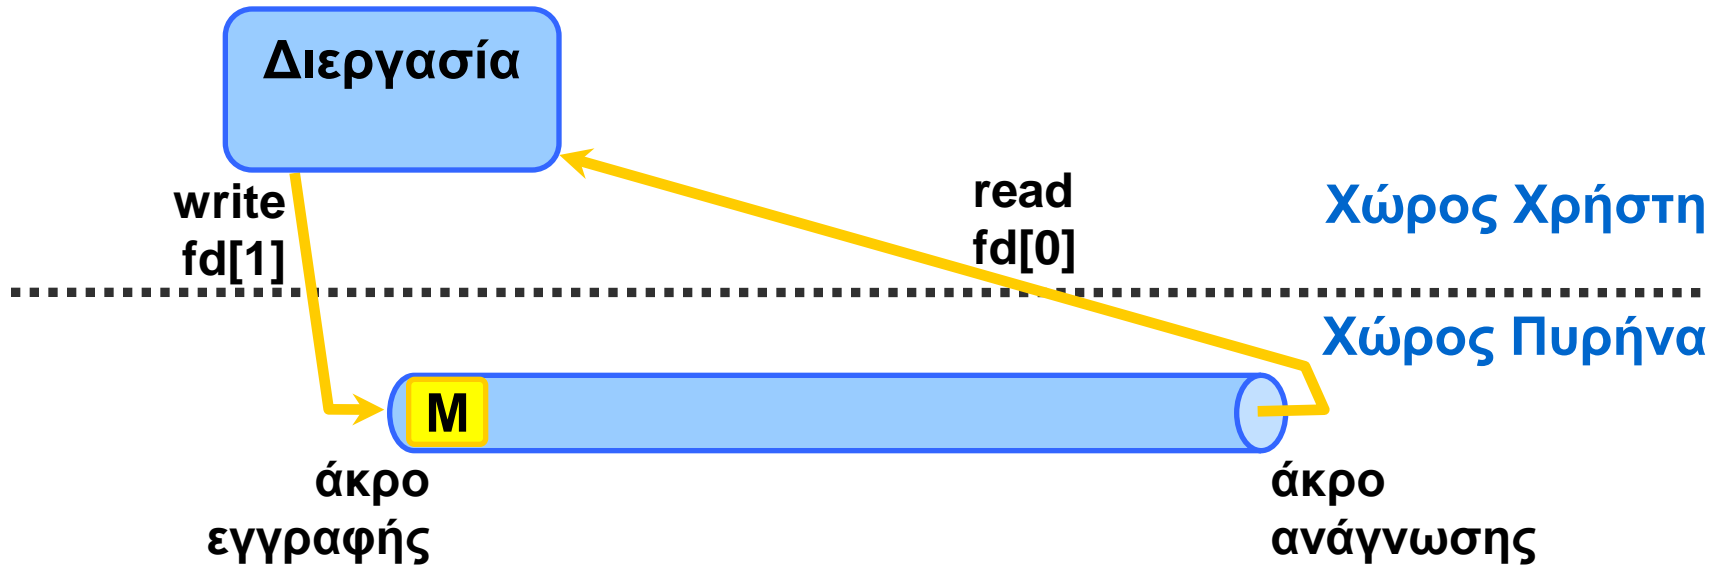 Διεργασία
write
fd[1]
read
fd[0]
Χώρος Χρήστη
Χώρος Πυρήνα
M
άκρο
εγγραφής
άκρο
ανάγνωσης